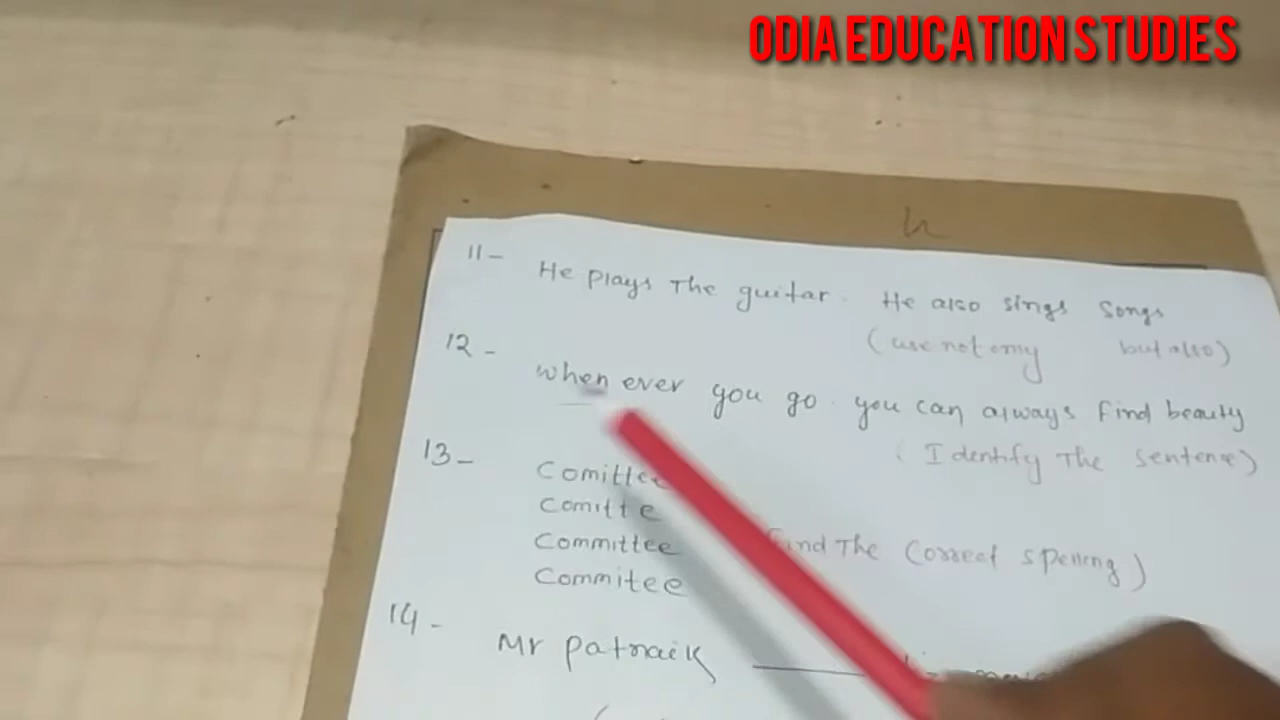 ODIA EDUCATION STUDIES
11- He plays The guitar. He also sings songs
(use not only but also)
12- When ever you go. you can always find beauty
(Identify The sentence)
13- Comittee
Comitte
Committee find The Correct spelling)
Commitee
14- Mr patnaik